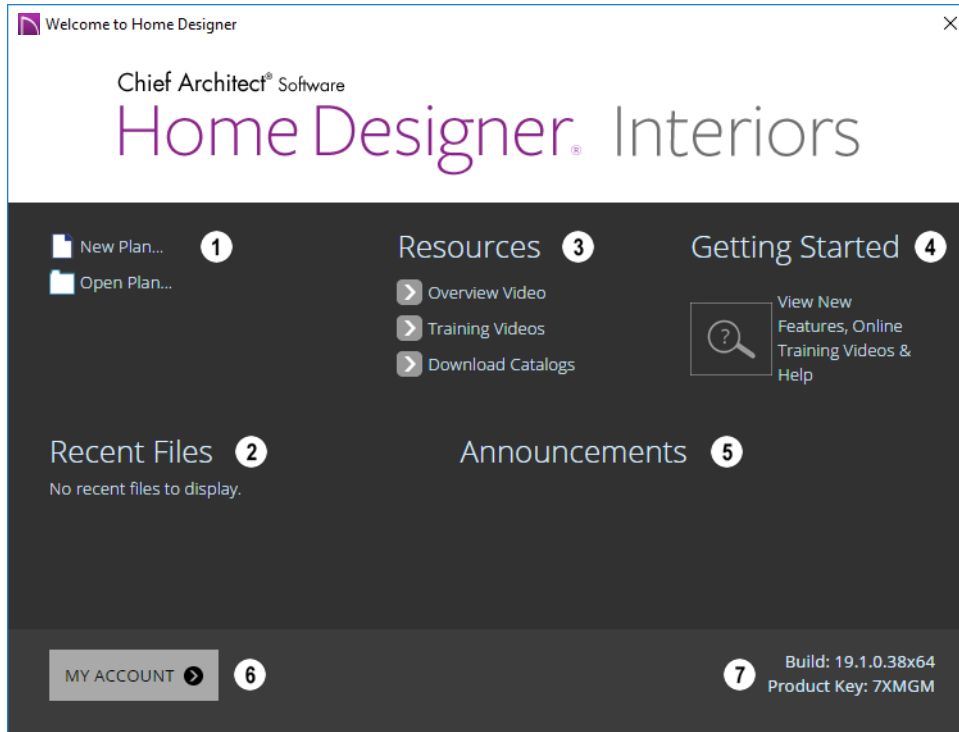 Welcome to Home Designer
Chief Architect® Software
Home Designer® Interiors
New Plan... 1
Open Plan...
Resources 3
Overview Video
Training Videos
Download Catalogs
Getting Started 4
?
View New
Features, Online
Training Videos &
Help
Recent Files 2
No recent files to display.
Announcements 5
MY ACCOUNT 6
7
Build: 19.1.0.38x64
Product Key: 7XMGM